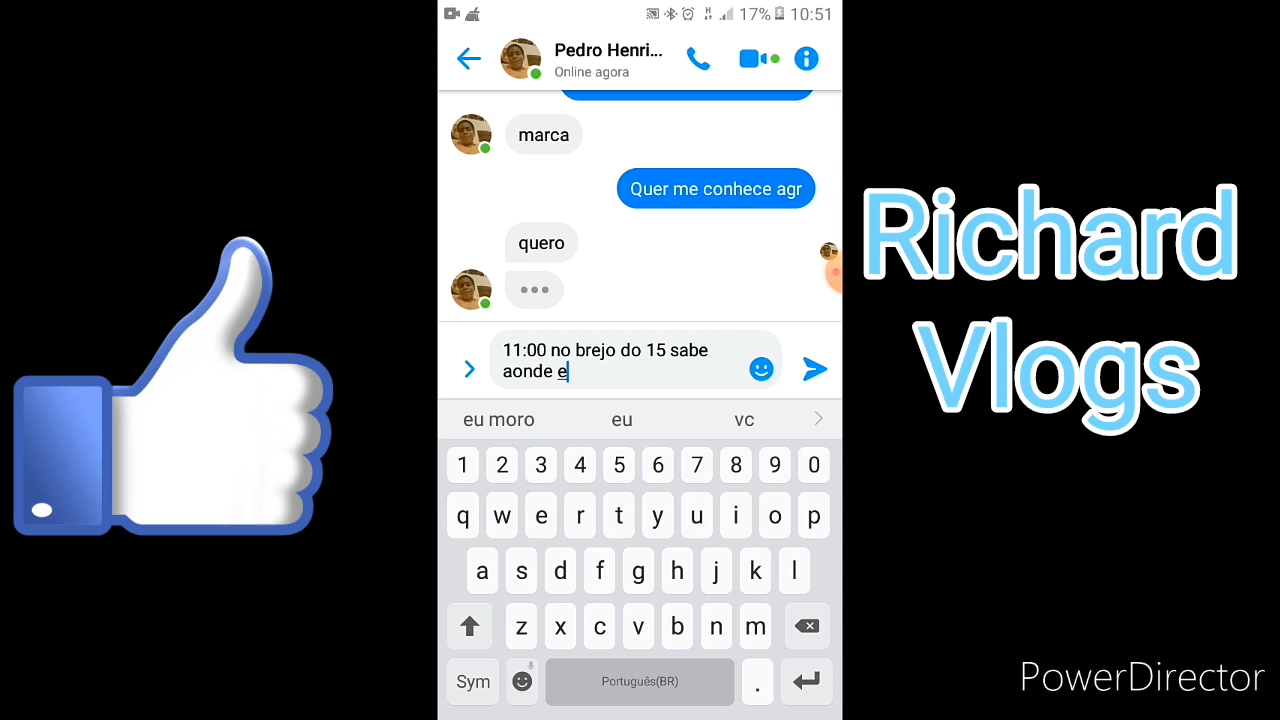 17% 10:51
Pedro Henri...
Online agora
marca
Quer me conhece agr
quero
11:00 no brejo do 15 sabe
aonde e
eu moro eu vc
1 2 3 4 5 6 7 8 9 0
q w e r t y u i o p
a s d f g h j k l
z x c v b n m
Sym Português(BR) .
Richard
Vlogs
PowerDirector